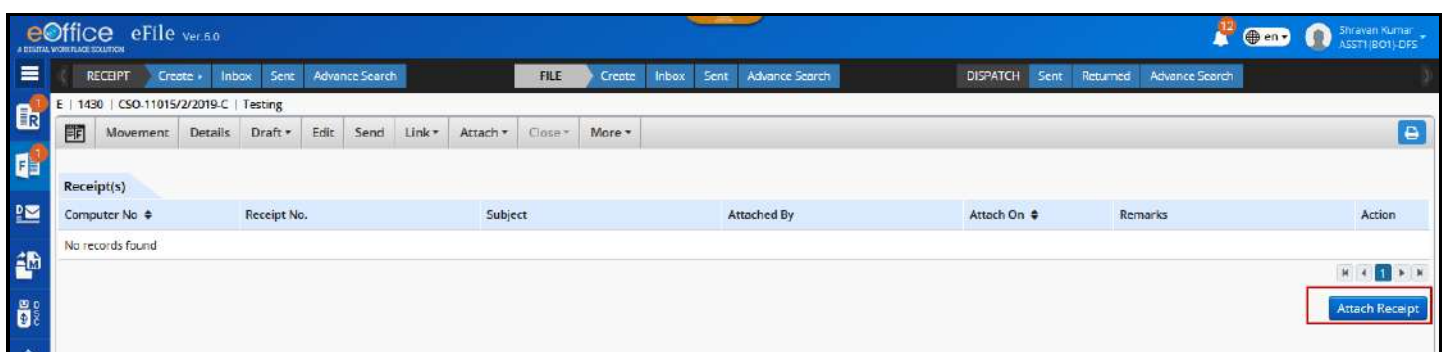 eOffice eFile Ver.6.0
A DIGITAL WORKPLACE SOLUTION
12
en
Shravan Kumar
ASST1(BO1)-DFS
RECEIPT Create Inbox Sent Advance Search FILE Create Inbox Sent Advance Search DISPATCH Sent Returned Advance Search
E | 1430 | CSO-11015/2/2019-C | Testing
1
R
Movement Details Draft Edit Send Link Attach Close More
1
F
Receipt(s)
D
Computer No Receipt No. Subject Attached By Attach On Remarks Action
No records found
M
1
DSC
Attach Receipt